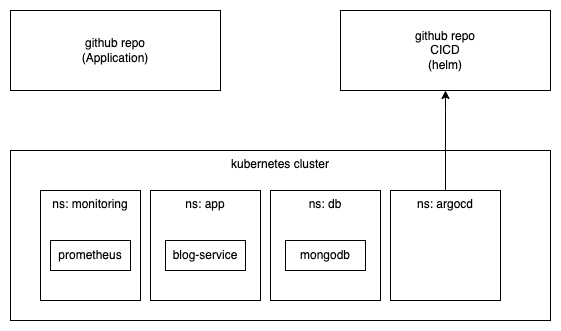 github repo
(Application)
github repo
CICD
(helm)
kubernetes cluster
ns: monitoring
ns: app
ns: db
ns: argocd
prometheus
blog-service
mongodb